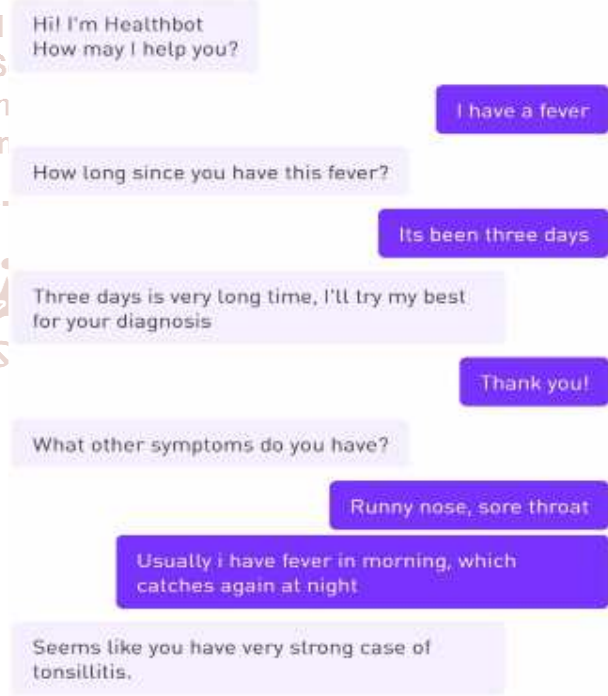 Hi! I'm Healthbot
How may I help you?
I have a fever
How long since you have this fever?
Its been three days
Three days is very long time, I'll try my best
for your diagnosis
Thank you!
What other symptoms do you have?
Runny nose, sore throat
Usually i have fever in morning, which
catches again at night
Seems like you have very strong case of
tonsillitis.